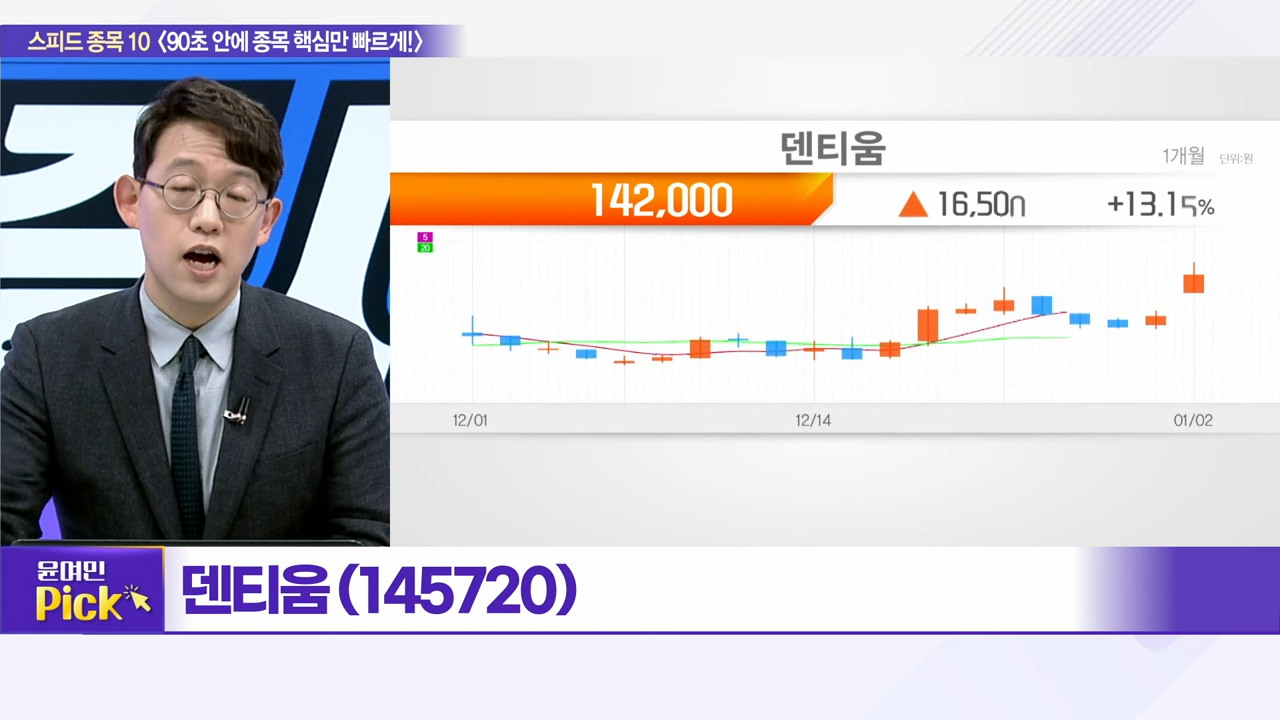 스피드 종목 10 〈90초 안에 종목 핵심만 빠르게!〉
덴티움
1개월 단위:원
142,000 ▲ 16,500 +13.15%
5
20
12/01 12/14 01/02
윤여민
Pick
덴티움(145720)